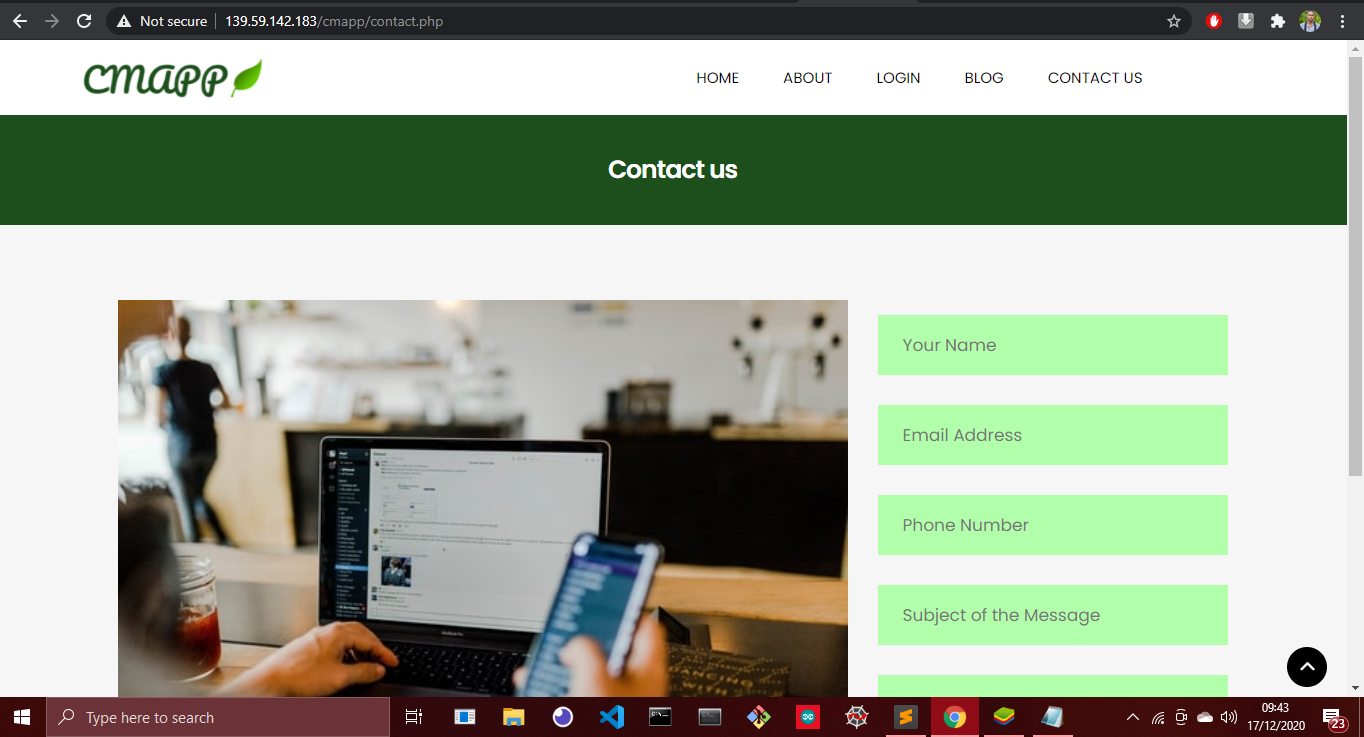 Not secure 139.59.142.183/cmapp/contact.php
cmapp
HOME ABOUT LOGIN BLOG CONTACT US
Contact us
Your Name
Email Address
Phone Number
Subject of the Message
Type here to search
09:43
17/12/2020
23